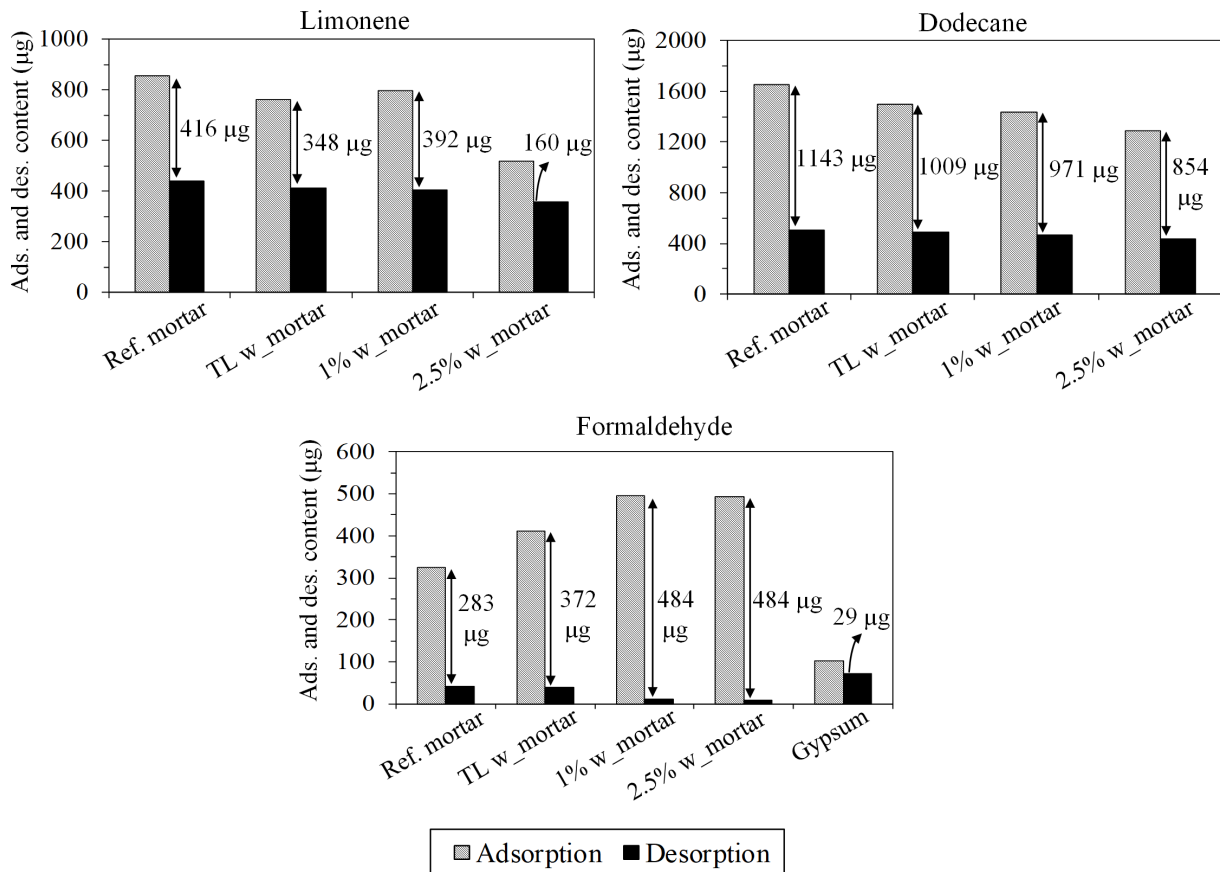 Limonene
Ads. and des. content (µg)
1000
800
600
400
200
0
416 µg
348 µg
392 µg
160 µg
Ref. mortar
TL w_mortar
1% w_mortar
2.5% w_mortar
Dodecane
Ads. and des. content (µg)
2000
1600
1200
800
400
0
1143 µg
1009 µg
971 µg
854
µg
Ref. mortar
TL w_mortar
1% w_mortar
2.5% w_mortar
Formaldehyde
Ads. and des. content (µg)
600
500
400
300
200
100
0
283
µg
372
µg
484
µg
484 µg
29 µg
Ref. mortar
TL w_mortar
1% w_mortar
2.5% w_mortar
Gypsum
Adsorption
Desorption